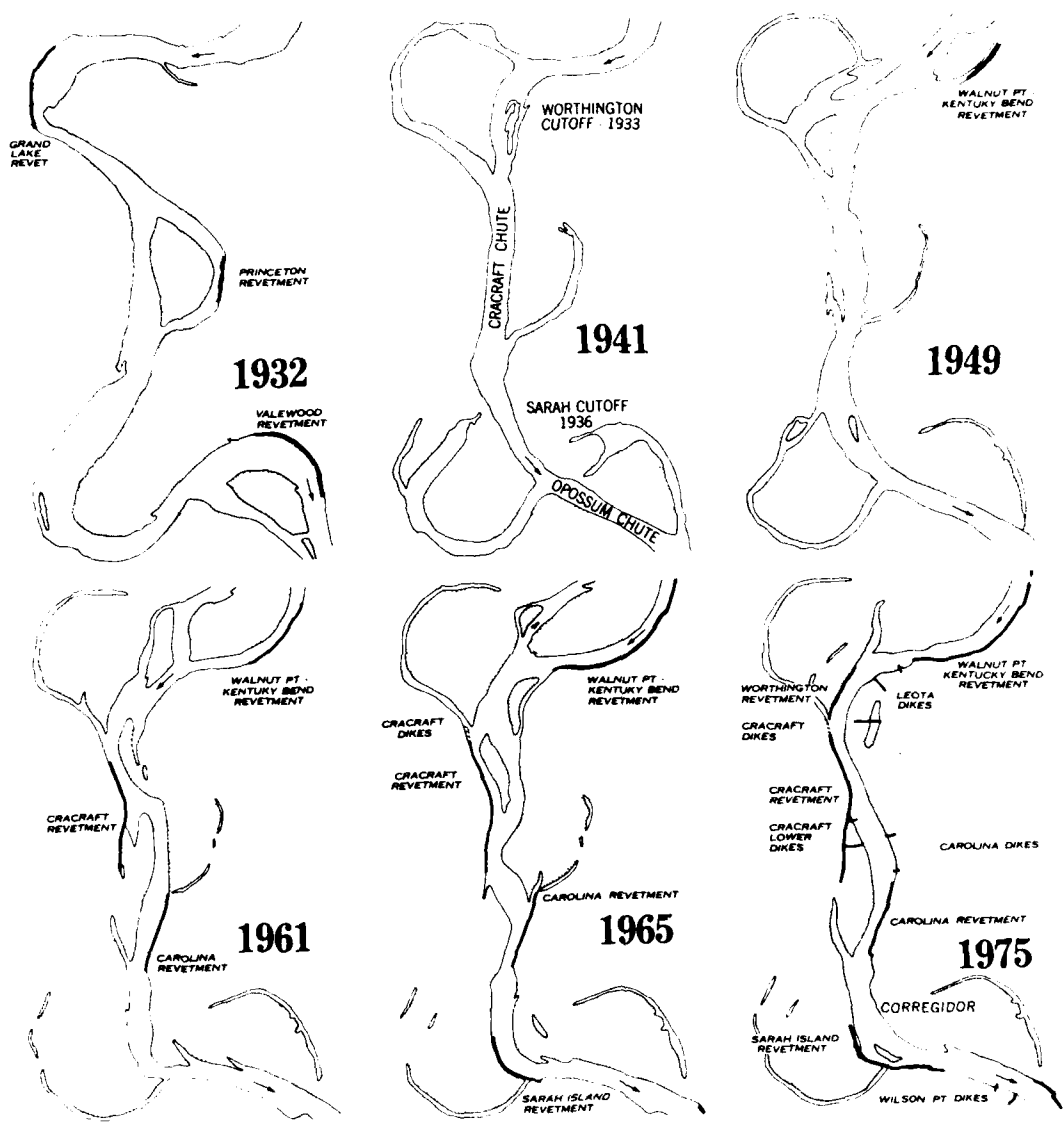 GRAND
LAKE
REVET
PRINCETON
REVETMENT
1932
VALEWOOD
REVETMENT
WORTHINGTON
CUTOFF · 1933
CRACRAFT CHUTE
1941
SARAH CUTOFF
1936
OPOSSUM CHUTE
WALNUT PT ·
KENTUKY BEND
REVETMENT
1949
WALNUT PT ·
KENTUKY BEND
REVETMENT
CRACRAFT
REVETMENT
1961
CAROLINA
REVETMENT
WALNUT PT ·
KENTUKY BEND
REVETMENT
CRACRAFT
DIKES
CRACRAFT
REVETMENT
CAROLINA REVETMENT
1965
SARAH ISLAND
REVETMENT
WALNUT PT
KENTUCKY BEND
REVETMENT
WORTHINGTON
REVETMENT
LEOTA
DIKES
CRACRAFT
DIKES
CRACRAFT
REVETMENT
CRACRAFT
LOWER
DIKES
CAROLINA DIKES
CAROLINA REVETMENT
1975
CORREGIDOR
SARAH ISLAND
REVETMENT
WILSON PT DIKES